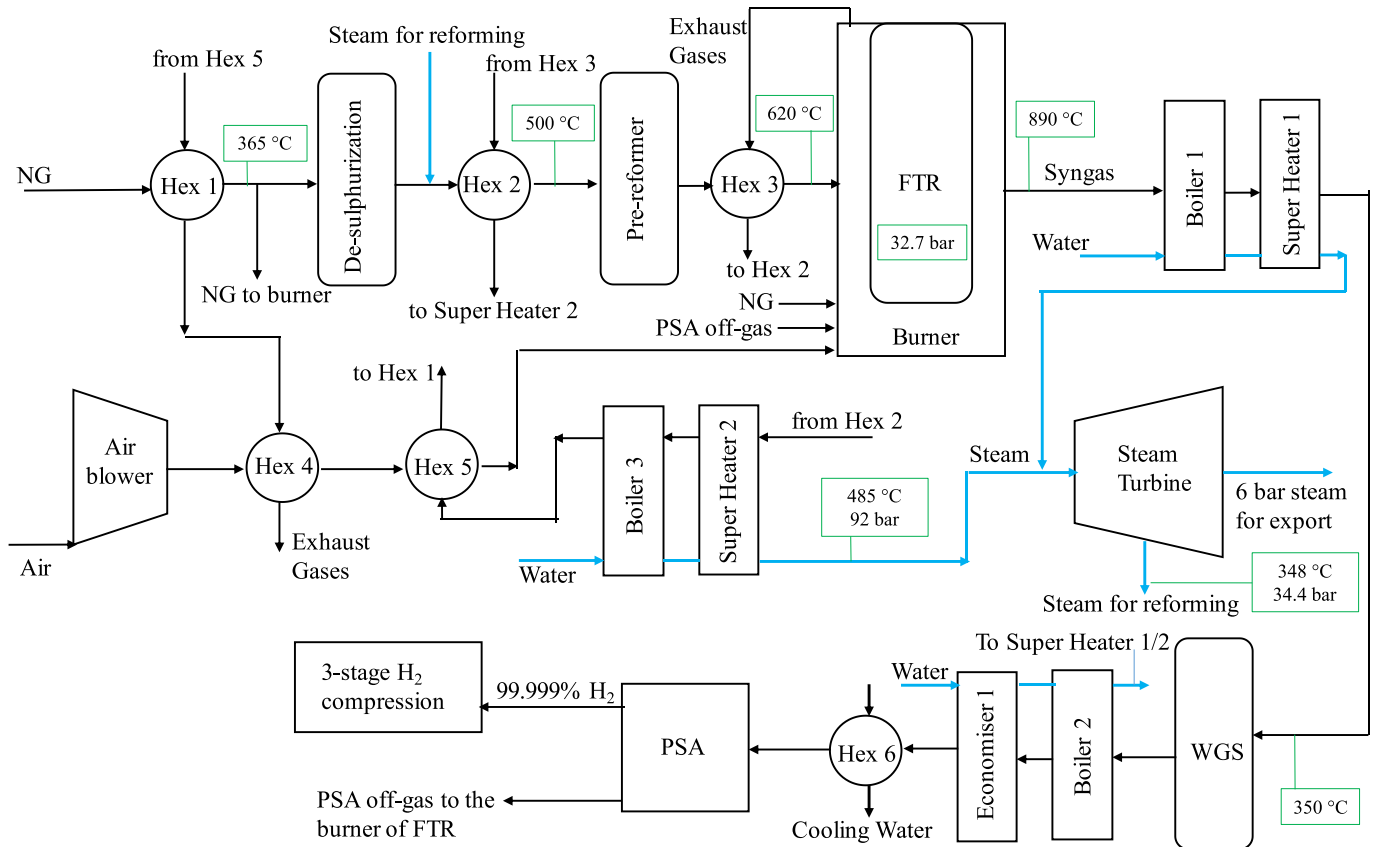 Steam for reforming
Exhaust
Gases
from Hex 5
from Hex 3
365 °C
500 °C
620 °C
890 °C
NG
Hex 1
De-sulphurization
Hex 2
Pre-reformer
Hex 3
FTR
32.7 bar
Syngas
Boiler 1
Super Heater 1
Water
NG to burner
to Super Heater 2
to Hex 2
NG
PSA off-gas
Burner
to Hex 1
Air
blower
Hex 4
Hex 5
Boiler 3
Super Heater 2
from Hex 2
Steam
Steam
Turbine
6 bar steam
for export
485 °C
92 bar
Air
Exhaust
Gases
Water
348 °C
34.4 bar
Steam for reforming
To Super Heater 1/2
3-stage H₂
compression
99.999% H₂
PSA
Water
Hex 6
Economiser 1
Boiler 2
WGS
350 °C
PSA off-gas to the
burner of FTR
Cooling Water